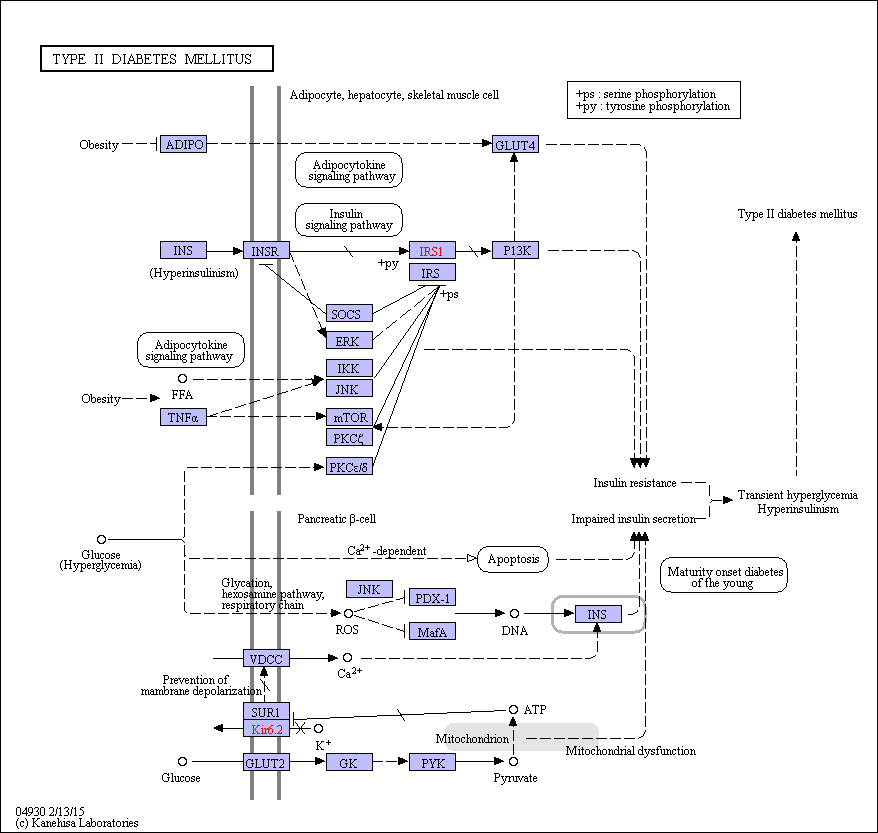 TYPE II DIABETES MELLITUS
Adipocyte, hepatocyte, skeletal muscle cell
+ps : serine phosphorylation
+py : tyrosine phosphorylation
Obesity
ADIPO
GLUT4
Adipocytokine
signaling pathway
Insulin
signaling pathway
Type II diabetes mellitus
INS
INSR
IRS1
P13K
+py
(Hyperinsulinism)
IRS
+ps
SOCS
ERK
Adipocytokine
signaling pathway
IKK
JNK
FFA
Obesity
TNFα
mTOR
PKCζ
PKCε/δ
Insulin resistance
Transient hyperglycemia
Hyperinsulinism
Pancreatic β-cell
Impaired insulin secretion
Glucose
(Hyperglycemia)
Ca2+ -dependent
Apoptosis
Maturity onset diabetes
of the young
Glycation,
hexosamine pathway,
respiratory chain
JNK
PDX-1
ROS
MafA
DNA
INS
VDCC
Ca2+
Prevention of
mambrane depolarization
SUR1
Kir6.2
K+
ATP
Mitochondrion
Mitochondrial dysfunction
Glucose
GLUT2
GK
PYK
Pyruvate
04930 2/13/15
(c) Kanehisa Laboratories